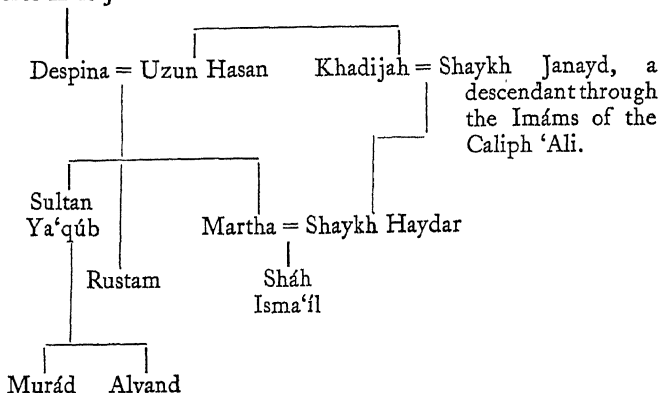 Despina = Uzun Hasan Khadijah = Shaykh Janayd, a
descendant through
the Imáms of the
Caliph ‘Ali.
Sultan
Ya‘qúb
Martha = Shaykh Haydar
Rustam
Sháh
Isma‘íl
Murád Alvand